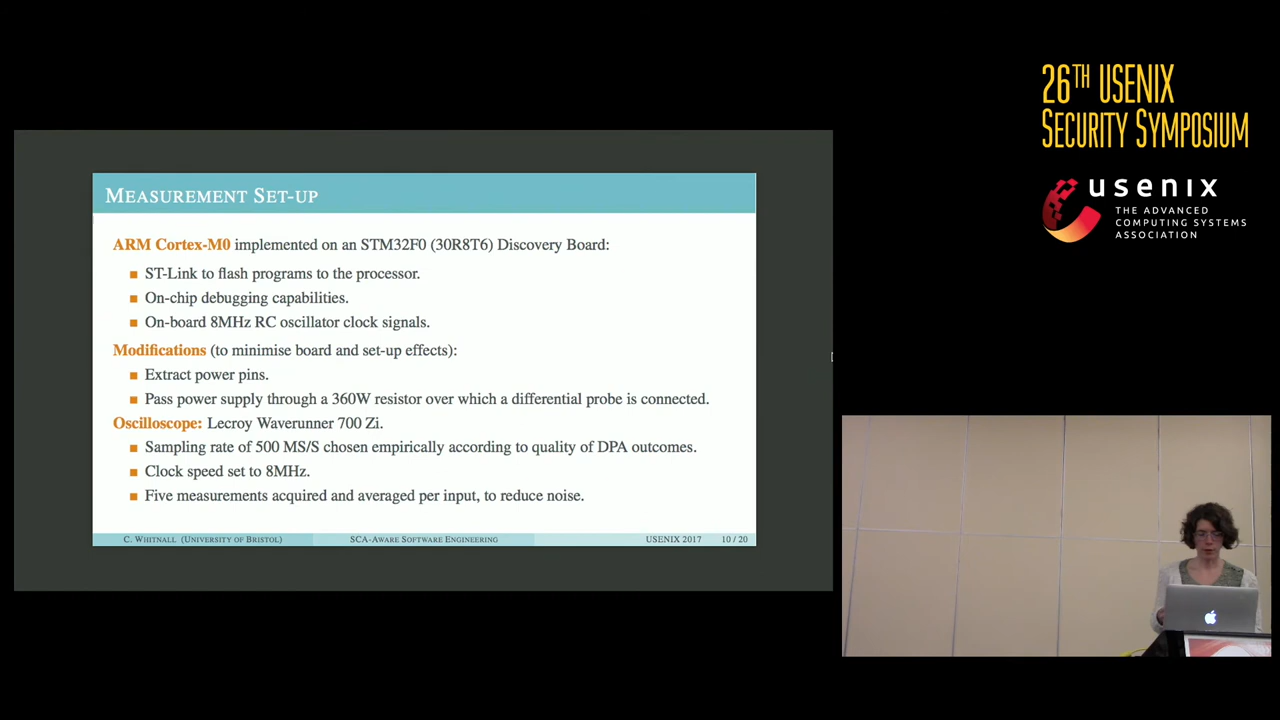 26TH USENIX
SECURITY SYMPOSIUM
usenix
THE ADVANCED
COMPUTING SYSTEMS
ASSOCIATION
MEASUREMENT SET-UP
ARM Cortex-M0 implemented on an STM32F0 (30R8T6) Discovery Board:
ST-Link to flash programs to the processor.
On-chip debugging capabilities.
On-board 8MHz RC oscillator clock signals.
Modifications (to minimise board and set-up effects):
Extract power pins.
Pass power supply through a 360W resistor over which a differential probe is connected.
Oscilloscope: Lecroy Waverunner 700 Zi.
Sampling rate of 500 MS/S chosen empirically according to quality of DPA outcomes.
Clock speed set to 8MHz.
Five measurements acquired and averaged per input, to reduce noise.
C. WHITNALL (UNIVERSITY OF BRISTOL) SCA-AWARE SOFTWARE ENGINEERING USENIX 2017 10 / 20